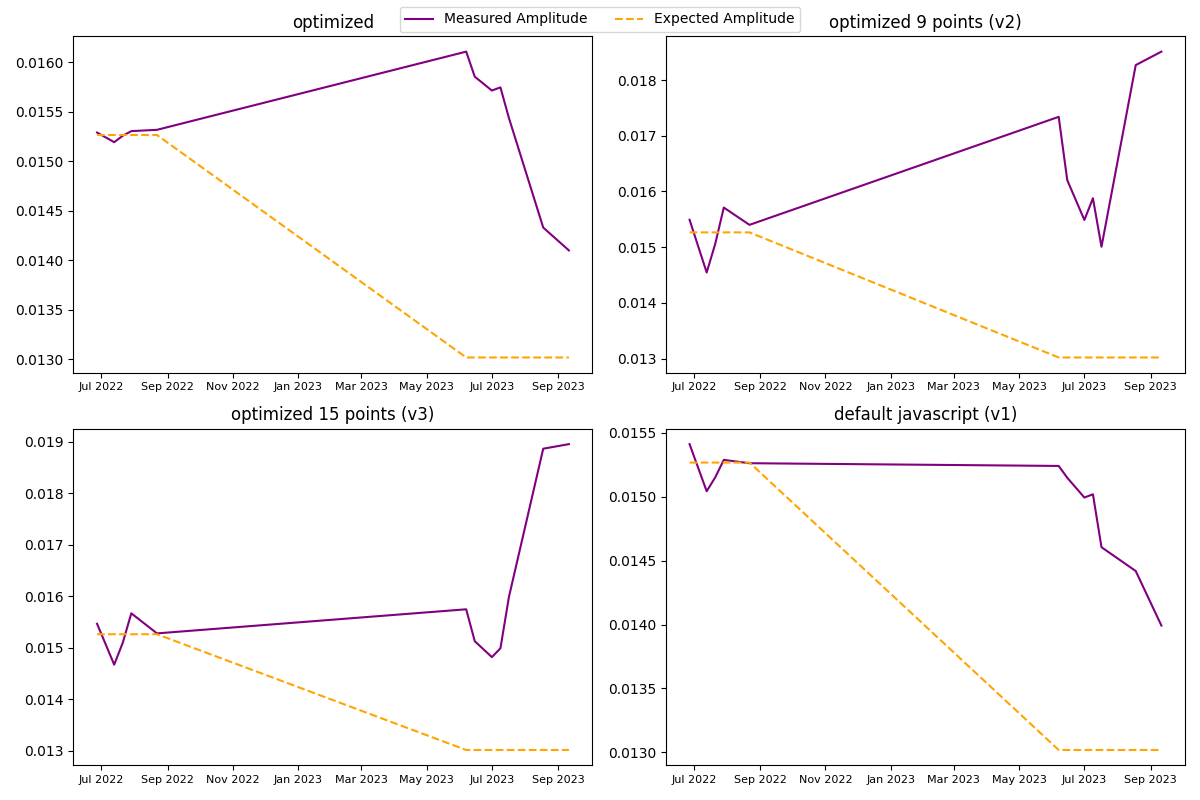 Measured Amplitude Expected Amplitude
optimized
0.0160
0.0155
0.0150
0.0145
0.0140
0.0135
0.0130
Jul 2022 Sep 2022 Nov 2022 Jan 2023 Mar 2023 May 2023 Jul 2023 Sep 2023
optimized 9 points (v2)
0.018
0.017
0.016
0.015
0.014
0.013
Jul 2022 Sep 2022 Nov 2022 Jan 2023 Mar 2023 May 2023 Jul 2023 Sep 2023
optimized 15 points (v3)
0.019
0.018
0.017
0.016
0.015
0.014
0.013
Jul 2022 Sep 2022 Nov 2022 Jan 2023 Mar 2023 May 2023 Jul 2023 Sep 2023
default javascript (v1)
0.0155
0.0150
0.0145
0.0140
0.0135
0.0130
Jul 2022 Sep 2022 Nov 2022 Jan 2023 Mar 2023 May 2023 Jul 2023 Sep 2023